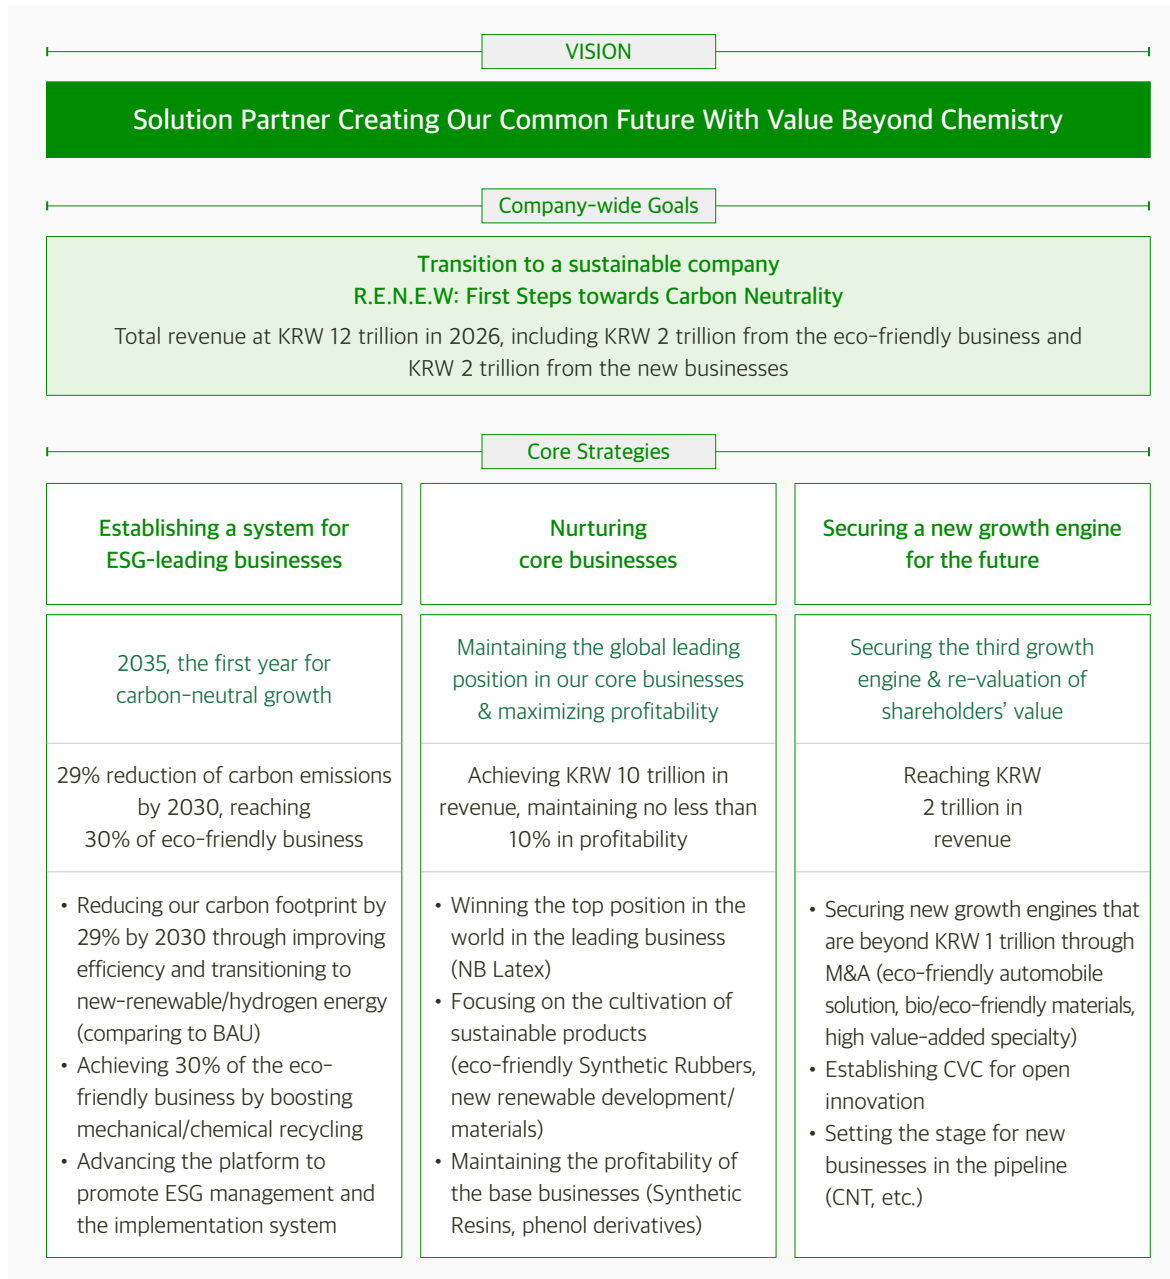 VISION
Solution Partner Creating Our Common Future With Value Beyond Chemistry
Company-wide Goals
Transition to a sustainable company
R.E.N.E.W: First Steps towards Carbon Neutrality
Total revenue at KRW 12 trillion in 2026, including KRW 2 trillion from the eco-friendly business and
KRW 2 trillion from the new businesses
Core Strategies
Establishing a system for
ESG-leading businesses
2035, the first year for
carbon-neutral growth
29% reduction of carbon emissions
by 2030, reaching
30% of eco-friendly business
• Reducing our carbon footprint by
29% by 2030 through improving
efficiency and transitioning to
new-renewable/hydrogen energy
(comparing to BAU)
• Achieving 30% of the eco-
friendly business by boosting
mechanical/chemical recycling
• Advancing the platform to
promote ESG management and
the implementation system
Nurturing
core businesses
Maintaining the global leading
position in our core businesses
& maximizing profitability
Achieving KRW 10 trillion in
revenue, maintaining no less than
10% in profitability
• Winning the top position in the
world in the leading business
(NB Latex)
• Focusing on the cultivation of
sustainable products
(eco-friendly Synthetic Rubbers,
new renewable development/
materials)
• Maintaining the profitability of
the base businesses (Synthetic
Resins, phenol derivatives)
Securing a new growth engine
for the future
Securing the third growth
engine & re-valuation of
shareholders' value
Reaching KRW
2 trillion in
revenue
• Securing new growth engines that
are beyond KRW 1 trillion through
M&A (eco-friendly automobile
solution, bio/eco-friendly materials,
high value-added specialty)
• Establishing CVC for open
innovation
• Setting the stage for new
businesses in the pipeline
(CNT, etc.)